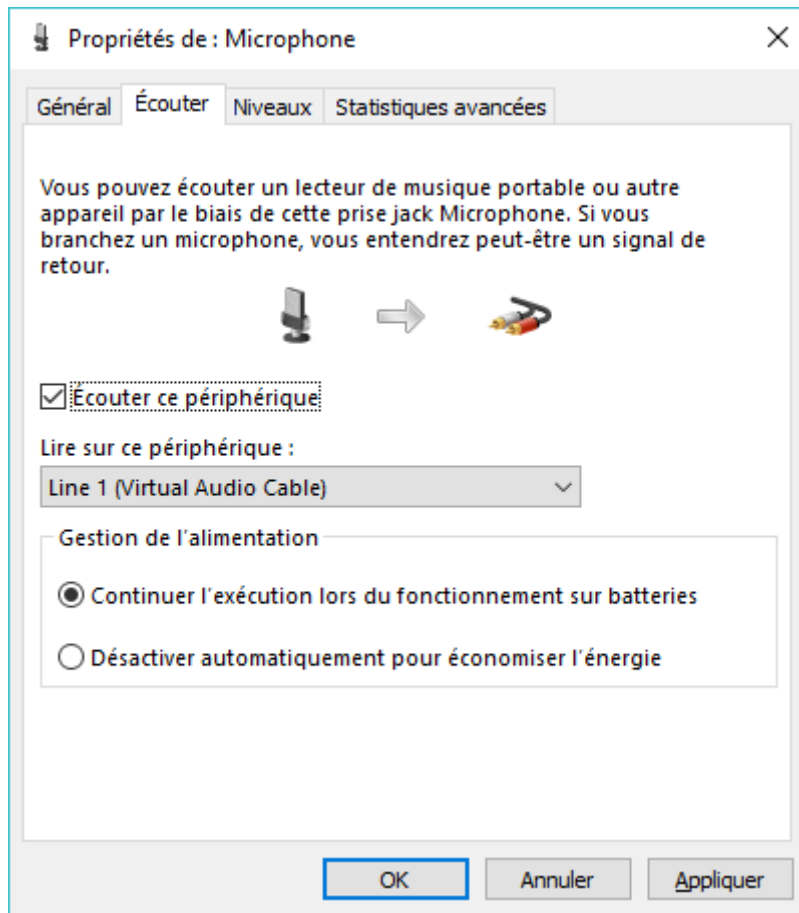 Propriétés de : Microphone
Général
Écouter
Niveaux
Statistiques avancées
Vous pouvez écouter un lecteur de musique portable ou autre
appareil par le biais de cette prise jack Microphone. Si vous
branchez un microphone, vous entendrez peut-être un signal de
retour.
Écouter ce périphérique
Lire sur ce périphérique :
Line 1 (Virtual Audio Cable)
Gestion de l'alimentation
Continuer l'exécution lors du fonctionnement sur batteries
Désactiver automatiquement pour économiser l'énergie
OK
Annuler
Appliquer